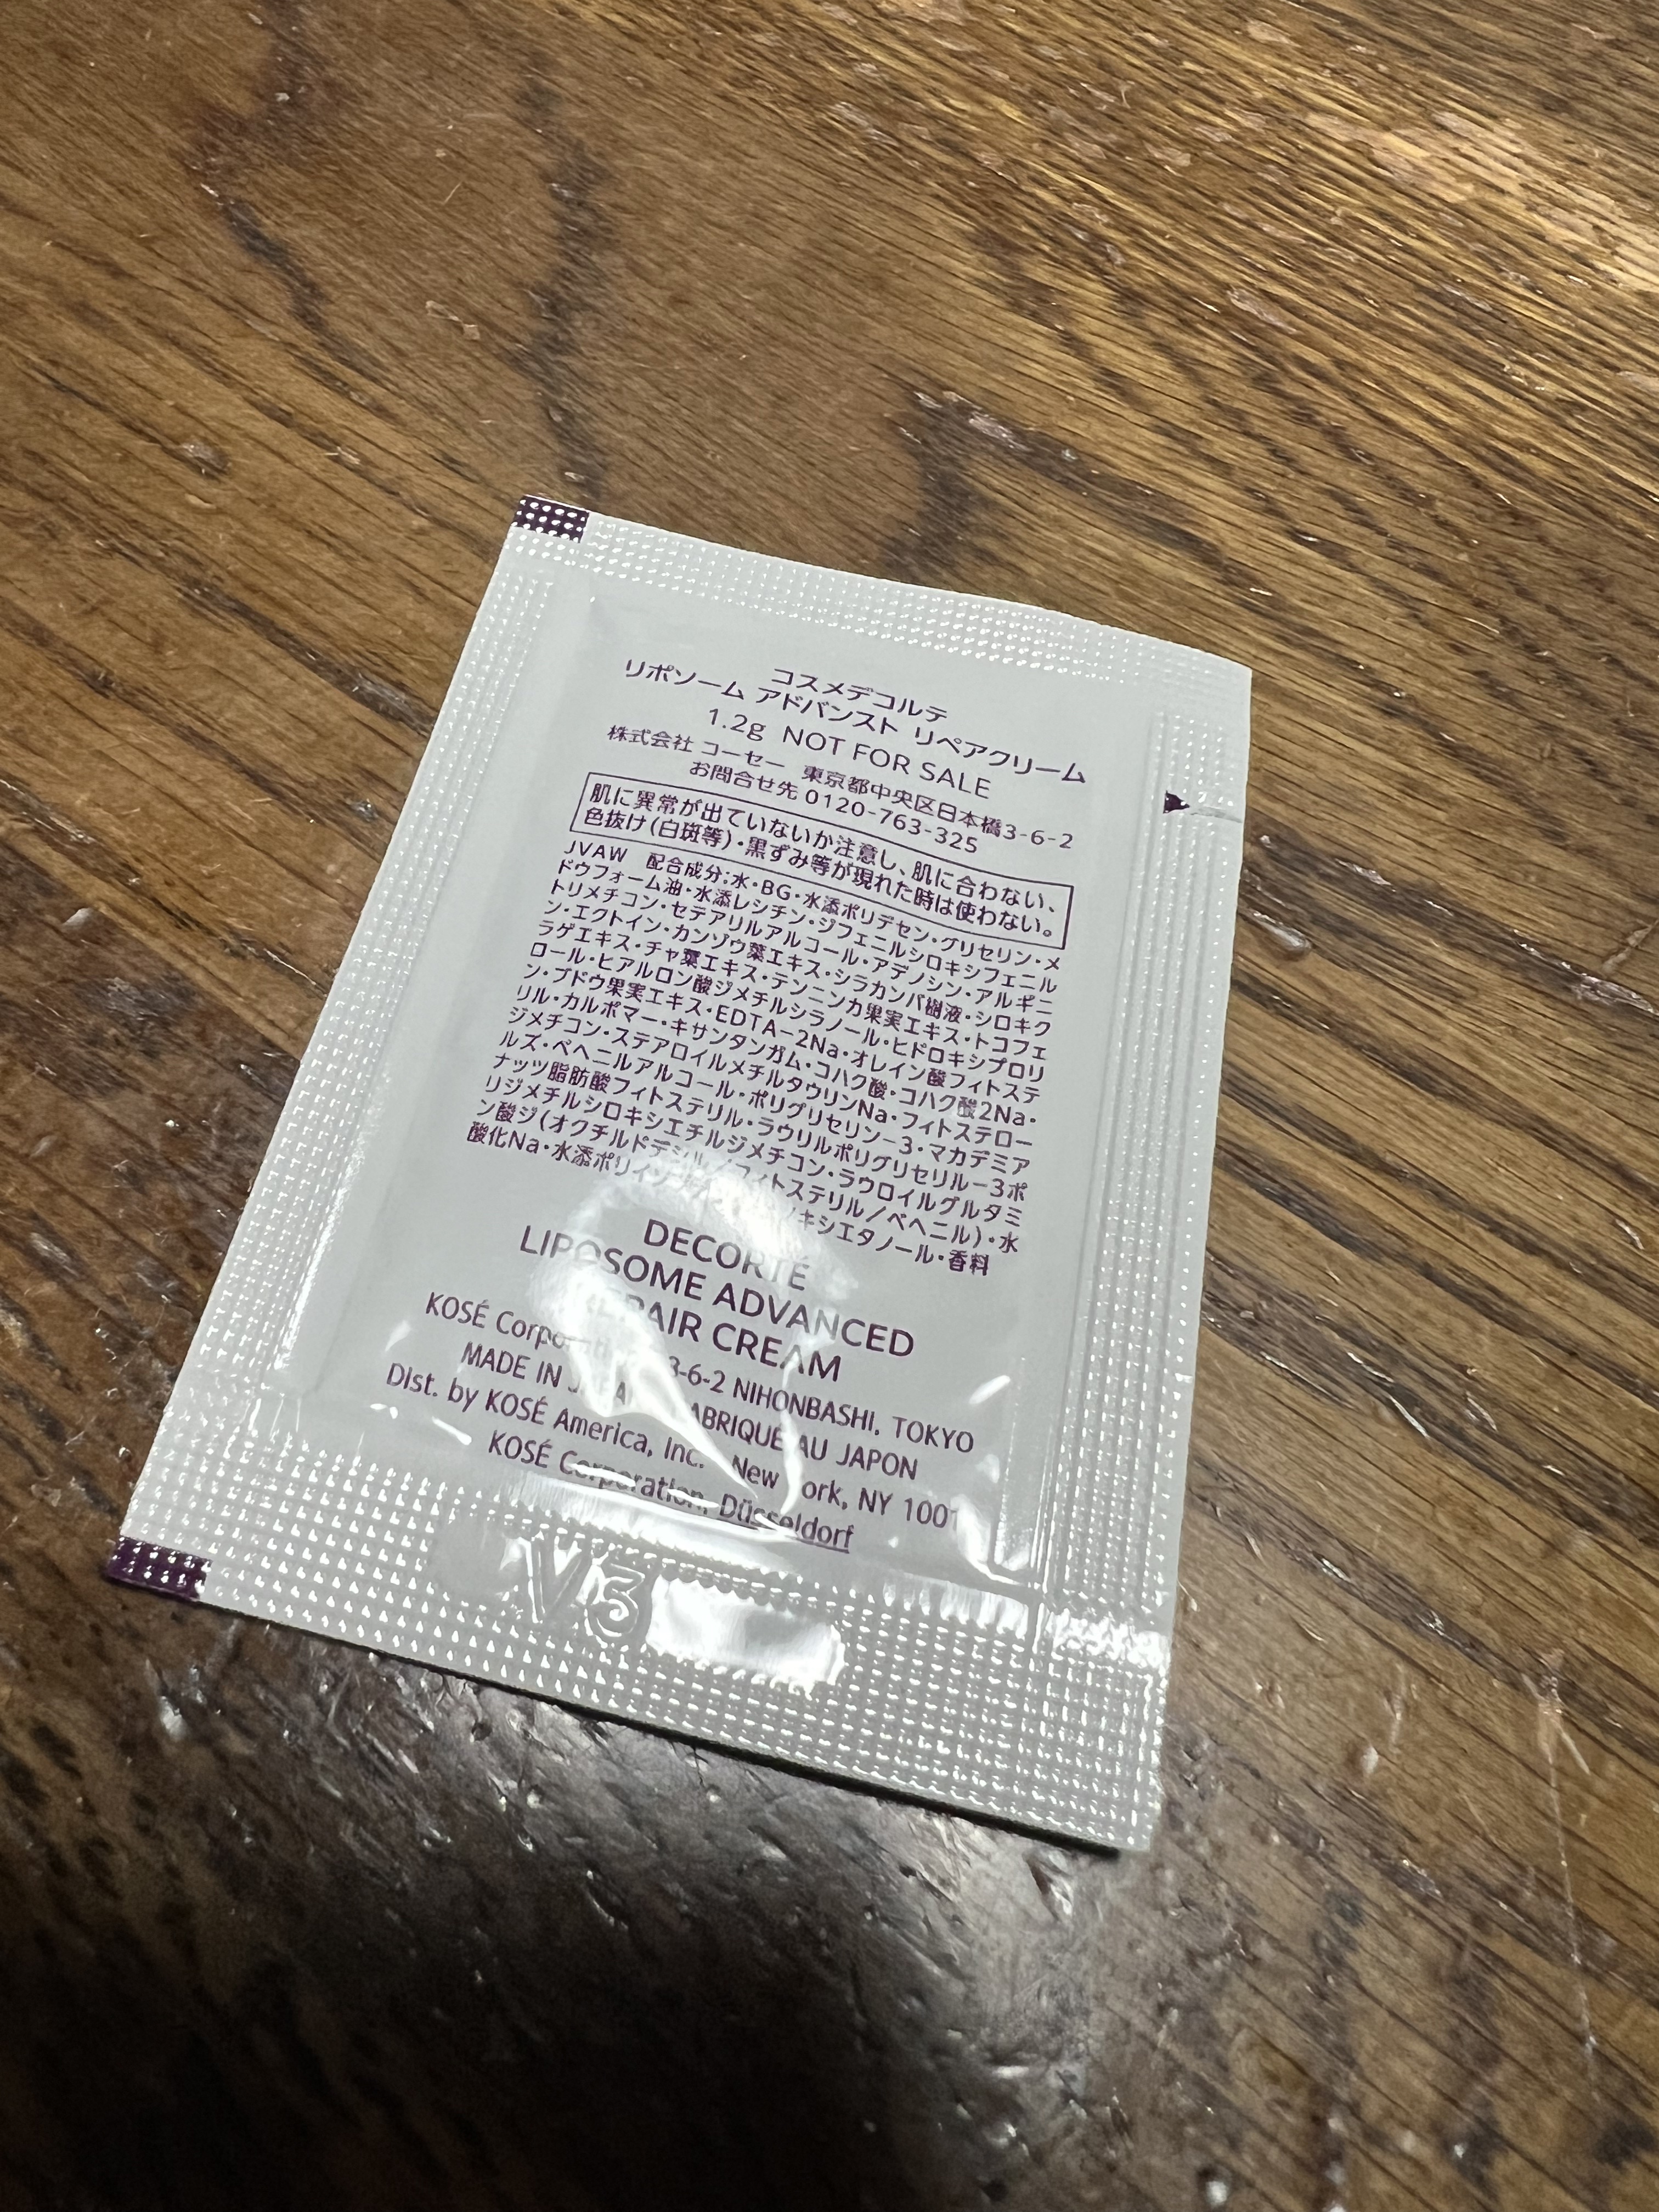 コスメデコルテ
リポソーム アドバンスト リペアクリーム
1.2g NOT FOR SALE
株式会社 コーセー 東京都中央区日本橋3-6-2
お問合せ先 0120-763-325
肌に異常が出ていないか注意し、肌に合わない、
色抜け(白斑等)・黒ずみ等が現れた時は使わない。
JVAW 配合成分:水・BG・水添ポリデセン・グリセリン・メ
ドウフォーム油・水添レシチン・ジフェニルシロキシフェニル
トリメチコン・セテアリルアルコール・アデノシン・アルギニ
ン・エクトイン・カンゾウ葉エキス・シラカンバ樹液・シロキク
ラゲエキス・チャ葉エキス・テンニンカ果実エキス・トコフェ
ロール・ヒアルロン酸ジメチルシラノール・ヒドロキシプロリ
ン・ブドウ果実エキス・EDTA-2Na・オレイン酸フィトステ
リル・カルボマー・キサンタンガム・コハク酸・コハク酸2Na・
ジメチコン・ステアロイルメチルタウリンNa・フィトステロー
ルズ・ベヘニルアルコール・ポリグリセリン-3・マカデミア
ナッツ脂肪酸フィトステリル・ラウリルポリグリセリル-3ポ
リジメチルシロキシエチルジメチコン・ラウロイルグルタミ
ン酸ジ(オクチルドデシル/フィトステリル/ベヘニル)・水
酸化Na・水添ポリイソ キシエタノール・香料
DECORTÉ
LIPOSOME ADVANCED
REPAIR CREAM
KOSÉ 3-6-2 NIHONBASHI, TOKYO
MADE IN AU JAPON
Dist. by KOSÉ America, Inc. New NY
KOSÉ Corporation, Düsseldorf
V3